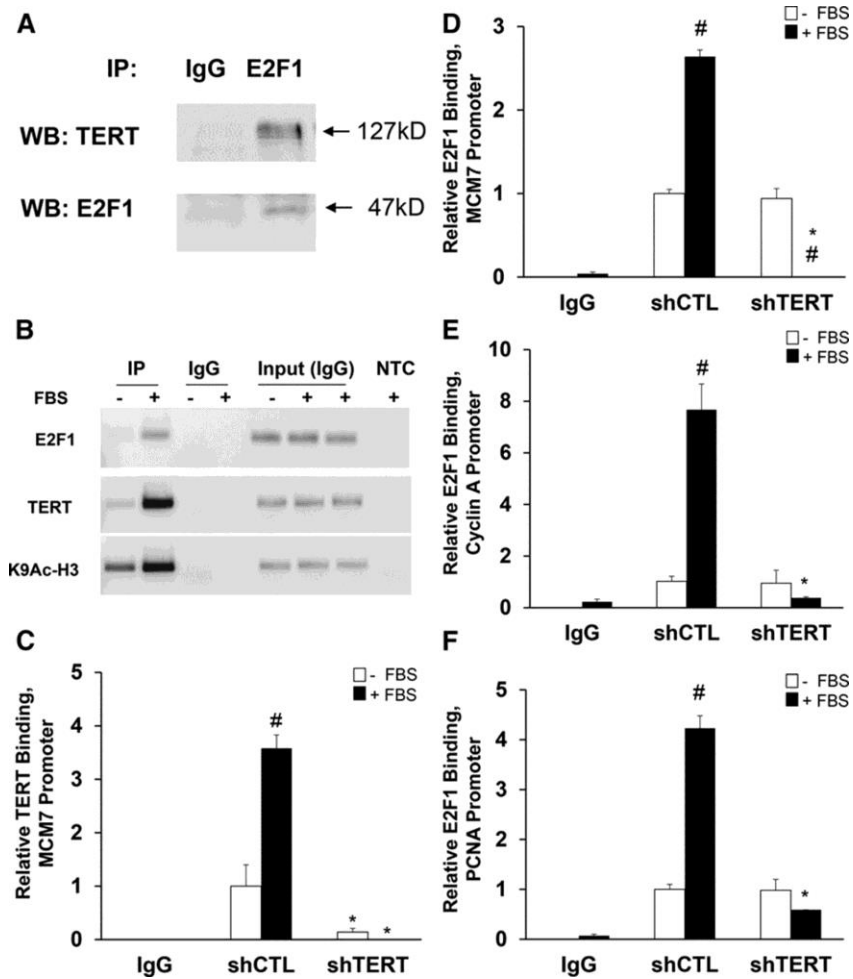 A
IP: IgG E2F1
WB: TERT 127kD
WB: E2F1 47kD
B
IP IgG Input (IgG) NTC
FBS - + - + - + + +
E2F1
TERT
K9Ac-H3
C
- FBS
+ FBS
Relative TERT Binding,
MCM7 Promoter
5
4
3
2
1
0
#
* *
IgG shCTL shTERT
D
- FBS
+ FBS
Relative E2F1 Binding,
MCM7 Promoter
3
2
1
0
#
*
#
IgG shCTL shTERT
E
- FBS
+ FBS
Relative E2F1 Binding,
Cyclin A Promoter
10
8
6
4
2
0
#
*
IgG shCTL shTERT
F
- FBS
+ FBS
Relative E2F1 Binding,
PCNA Promoter
5
4
3
2
1
0
#
*
IgG shCTL shTERT